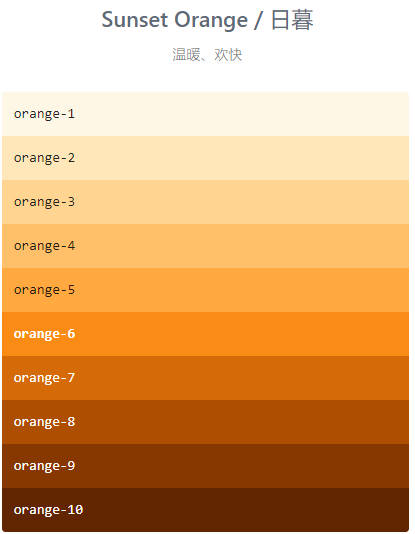 Sunset Orange / 日暮
温暖、欢快
orange-1
orange-2
orange-3
orange-4
orange-5
orange-6
orange-7
orange-8
orange-9
orange-10